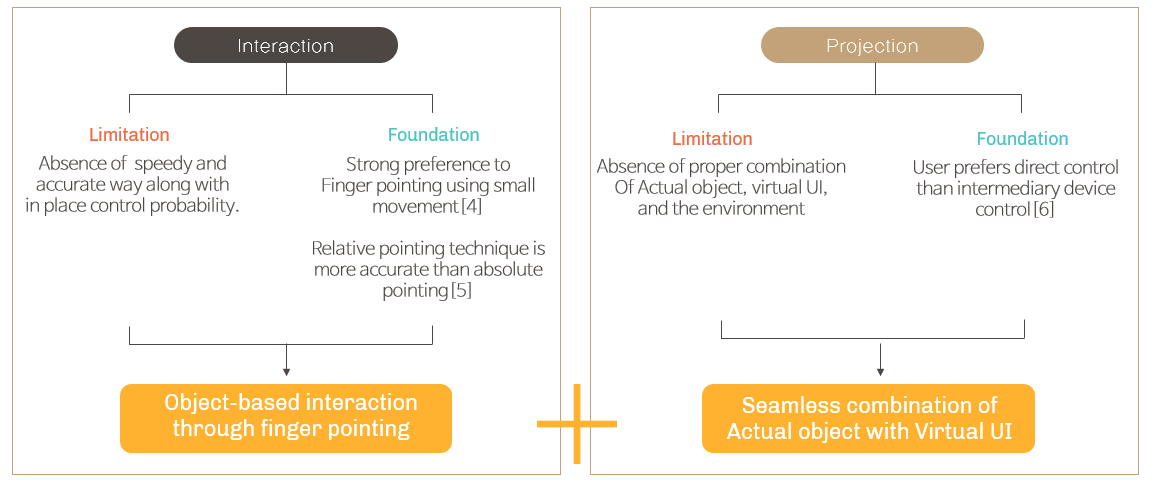 Interaction
Limitation
Absence of speedy and
accurate way along with
in place control probability.
Foundation
Strong preference to
Finger pointing using small
movement[4]
Relative pointing technique is
more accurate than absolute
pointing[5]
Object-based interaction
through finger pointing
Projection
Limitation
Absence of proper combination
Of Actual object, virtual UI,
and the environment
Foundation
User prefers direct control
than intermediary device
control[6]
Seamless combination of
Actual object with Virtual UI